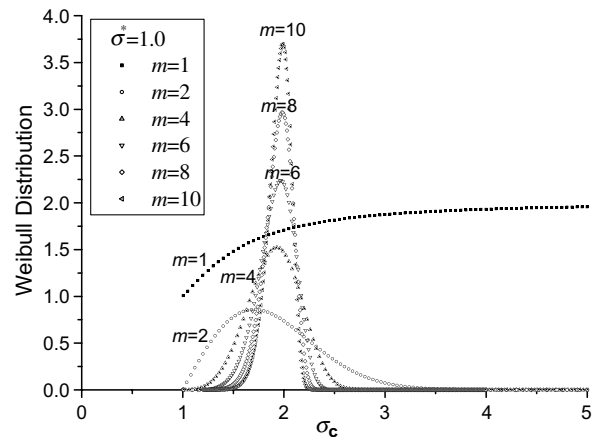 4.0
3.5
3.0
2.5
2.0
1.5
1.0
0.5
0.0
Weibull Distribution
σ*=1.0
m=1
m=2
m=4
m=6
m=8
m=10
m=10
m=8
m=6
m=1
m=4
m=2
0 1 2 3 4 5
σc